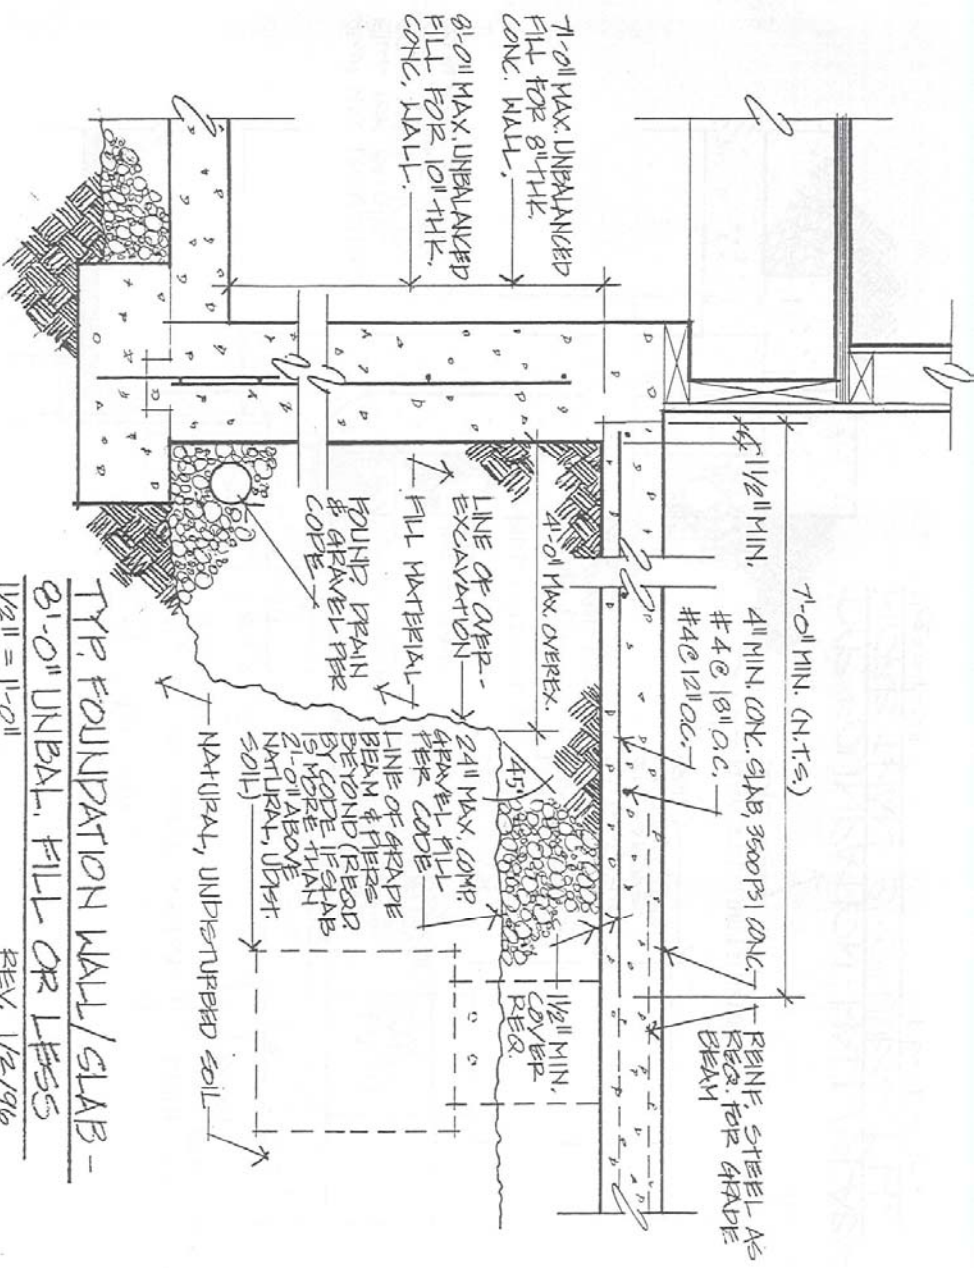 7'-0" MAX. UNBALANCED
FILL FOR 8" THK.
CONC. WALL.
8'-0" MAX. UNBALANCED
FILL FOR 10" THK.
CONC. WALL.
7'-0" MIN. (N.T.S.)
1 1/2" MIN.
4" MIN. CONC. SLAB, 3500 PSI CONC.
#4 @ 18" O.C.
#4 @ 12" O.C.
REINF. STEEL AS
REQ. FOR GRADE
BEAM
4'-0" MAX. OVEREX.
45°
1 1/2" MIN.
COVER
REQ.
LINE OF OVER-
EXCAVATION
FILL MATERIAL
FOUND. DRAIN
& GRAVEL PER
CODE
24" MAX. COMP.
GRAVEL FILL
PER CODE
LINE OF GRADE
BEAM & PIERS
BEYOND (REQD.
BY CODE IF SLAB
IS MORE THAN
2'-0" ABOVE
NATURAL, UDIST.
SOIL)
NATURAL, UNDISTURBED SOIL
TYP. FOUNDATION WALL/SLAB -
8'-0" UNBAL. FILL OR LESS
1 1/2" = 1'-0"
REV. 1/2/96